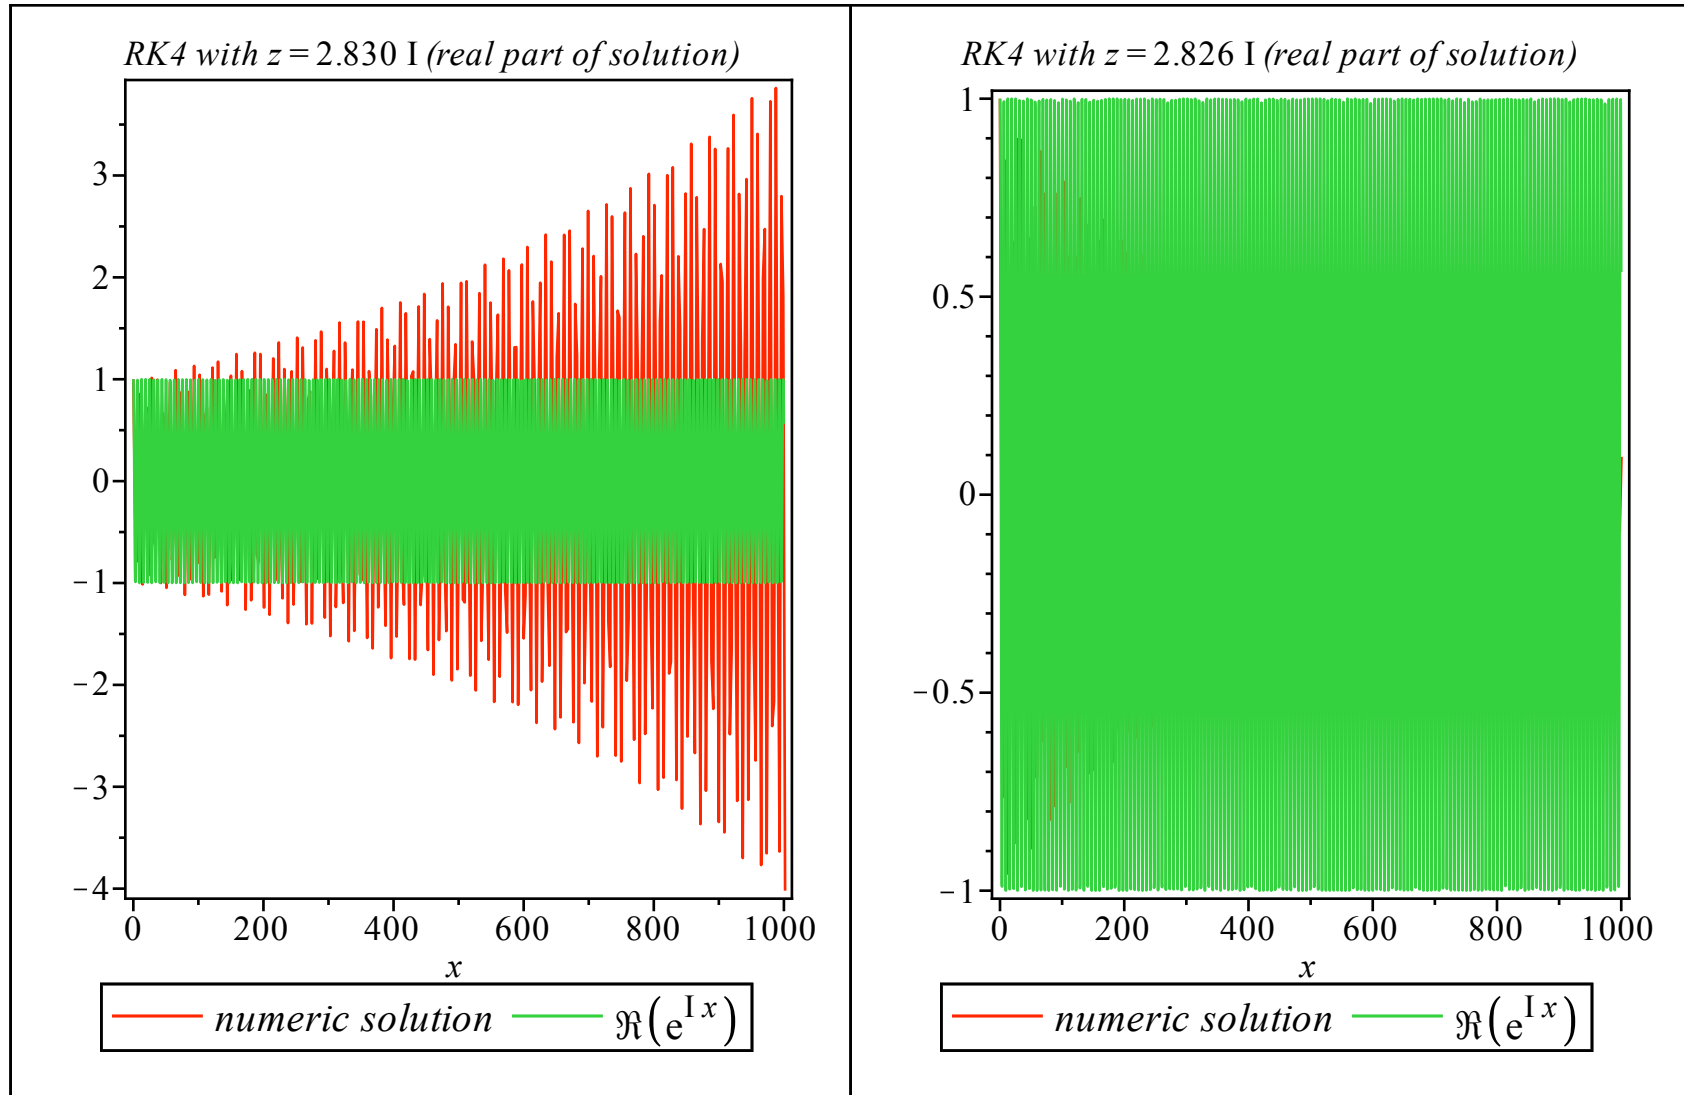 RK4 with z = 2.830 I (real part of solution)
3
2
1
0
−1
−2
−3
−4
0 200 400 600 800 1000
x
numeric solution ℜ(e^{I x})
RK4 with z = 2.826 I (real part of solution)
1
0.5
0
−0.5
−1
0 200 400 600 800 1000
x
numeric solution ℜ(e^{I x})